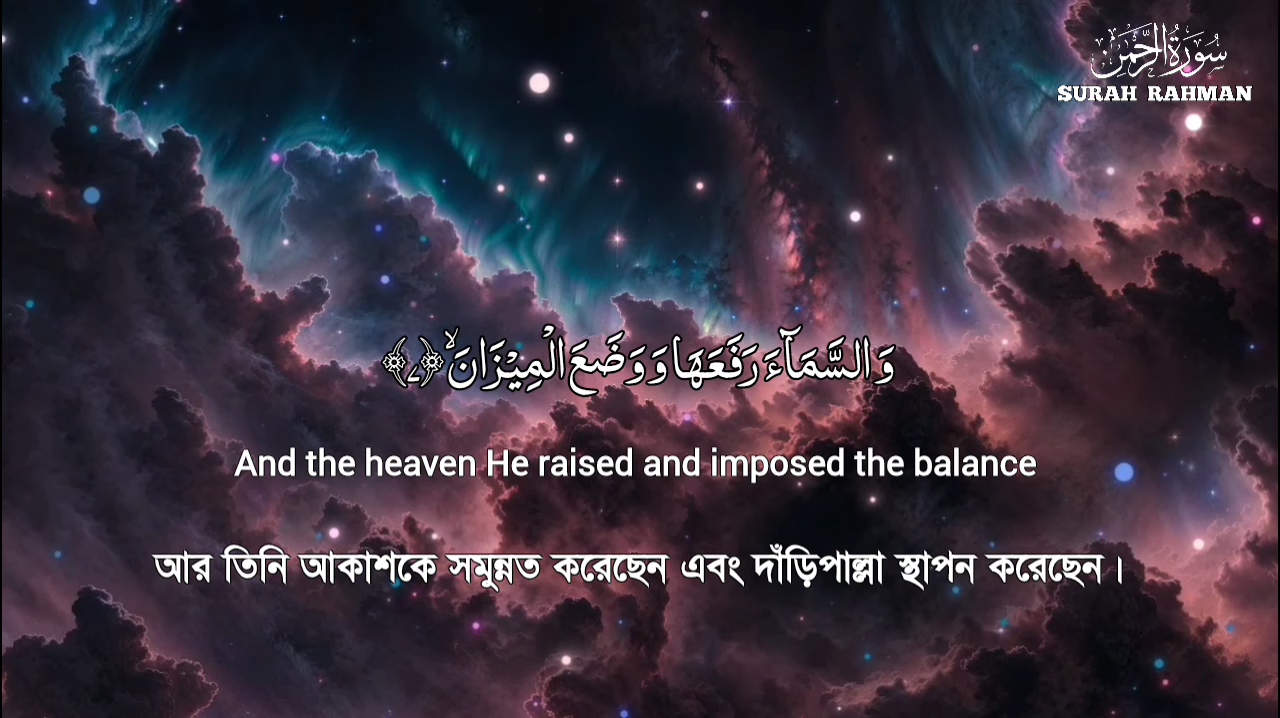 سُورَةُ الرَّحْمٰن
SURAH RAHMAN
وَالسَّمَآءَ رَفَعَهَا وَوَضَعَ الْمِيْزَانَۙ ﴿٧﴾
And the heaven He raised and imposed the balance
আর তিনি আকাশকে সমুন্নত করেছেন এবং দাঁড়িপাল্লা স্থাপন করেছেন।